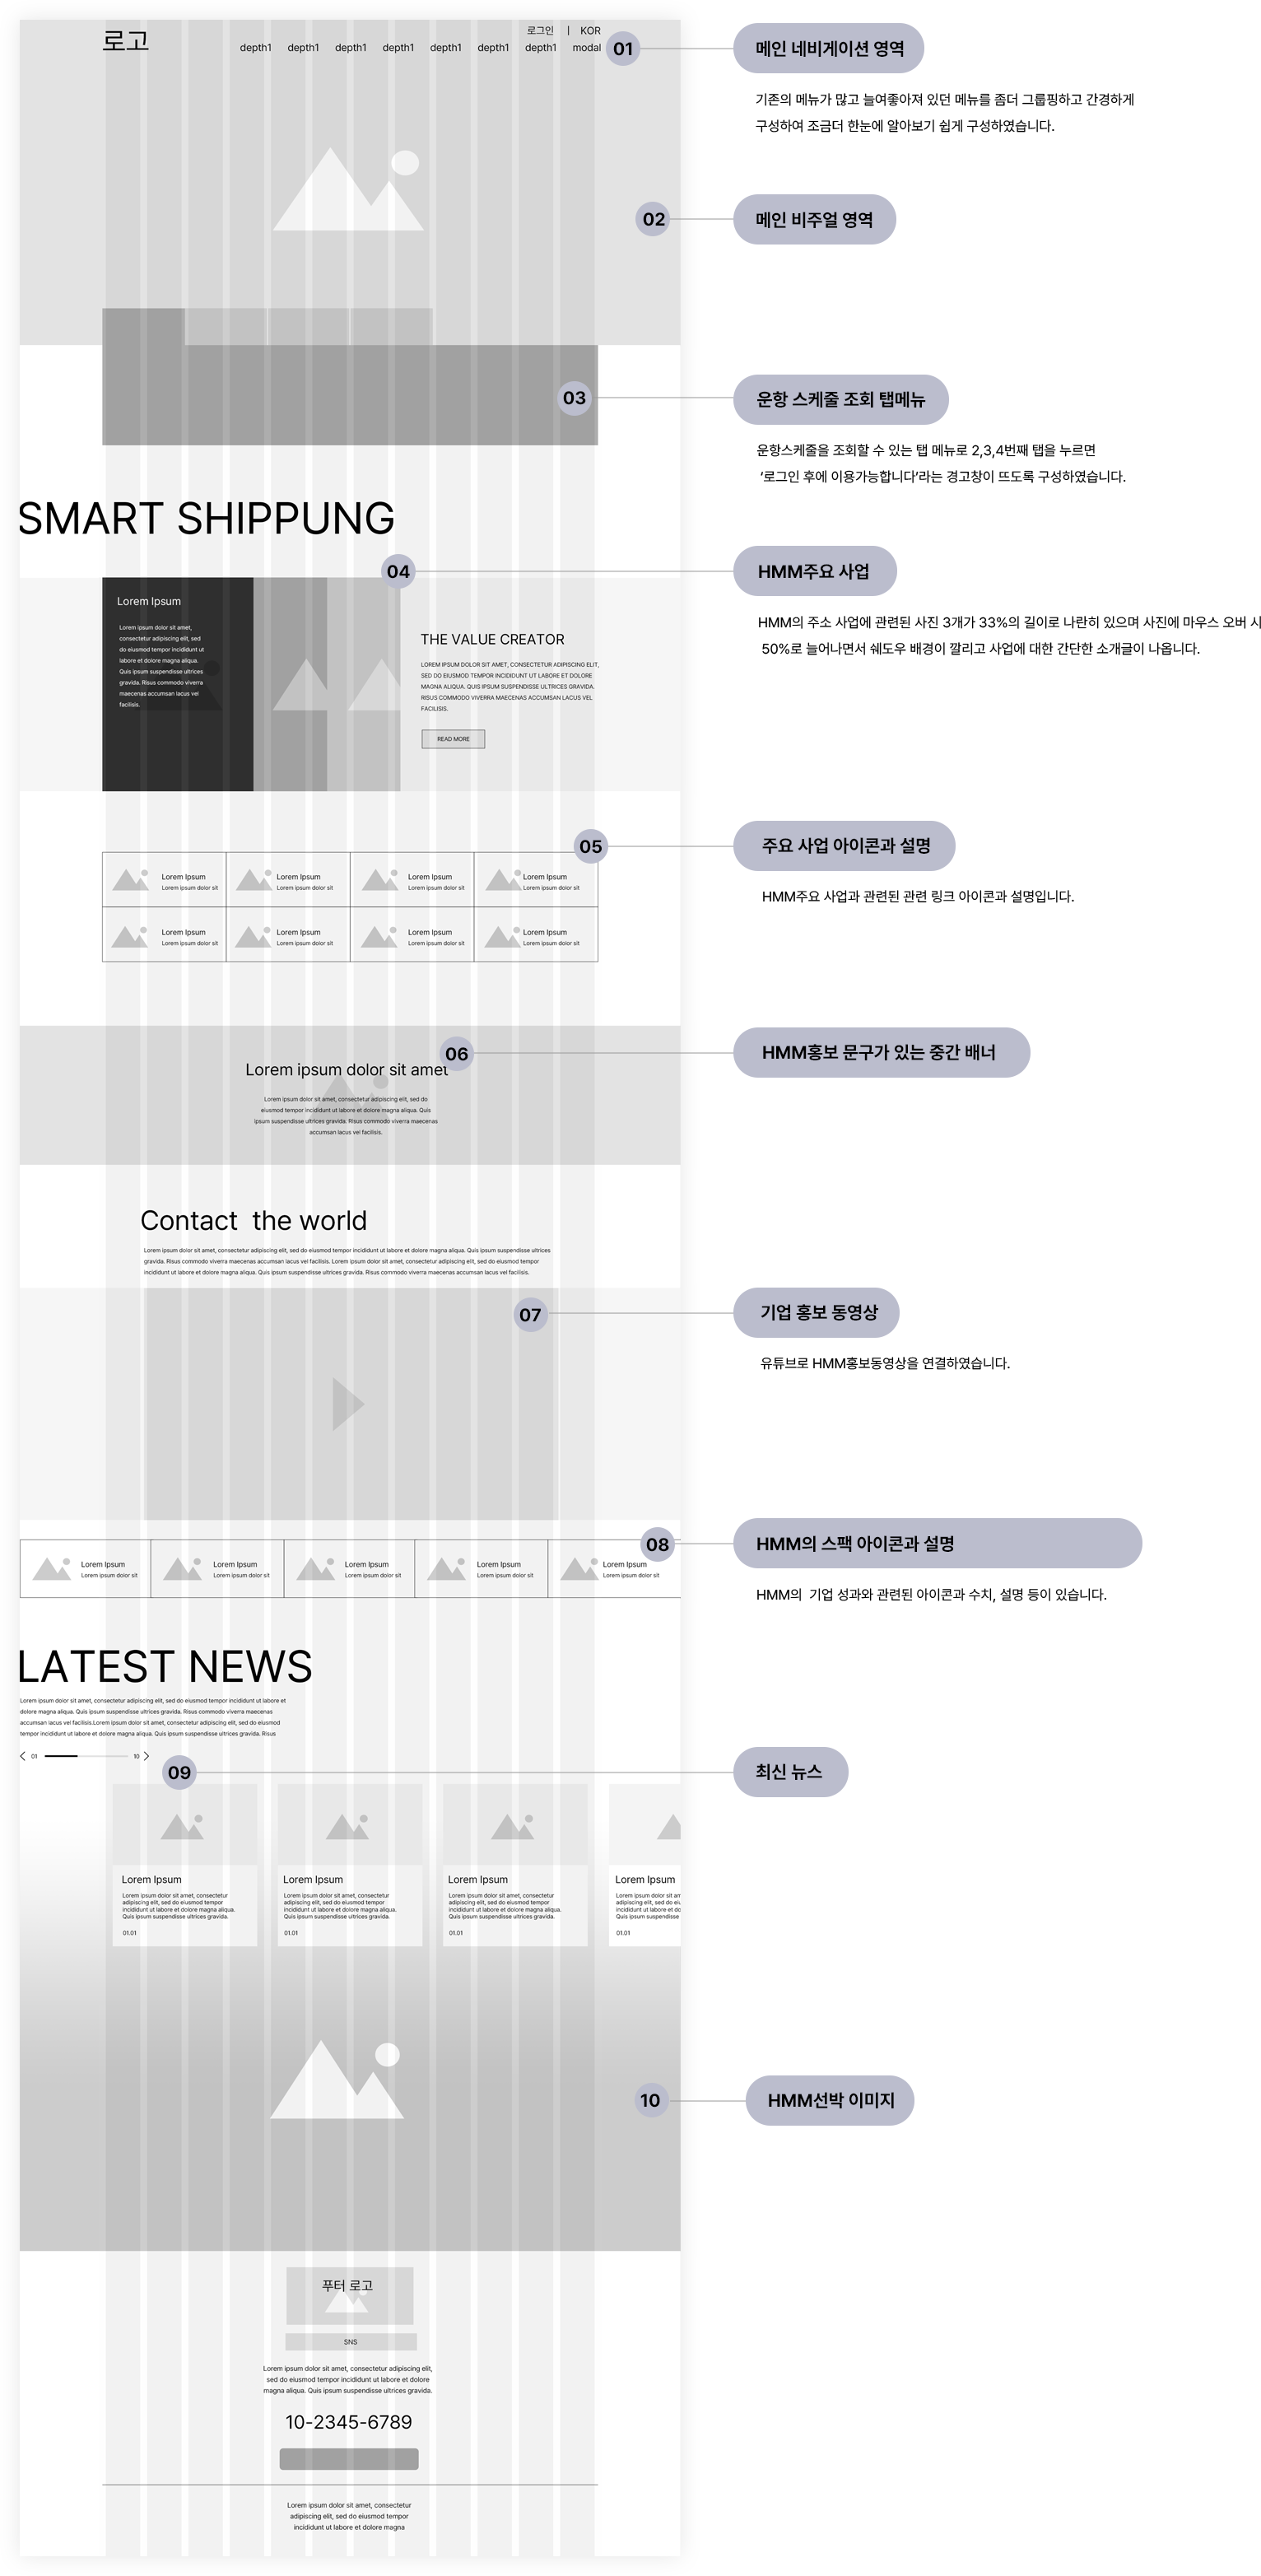 로고
로그인 | KOR
depth1 depth1 depth1 depth1 depth1 depth1 depth1 modal
01
메인 네비게이션 영역
기존의 메뉴가 많고 늘여좋아져 있던 메뉴를 좀더 그룹핑하고 간경하게
구성하여 조금더 한눈에 알아보기 쉽게 구성하였습니다.
02
메인 비주얼 영역
03
운항 스케줄 조회 탭메뉴
운항스케줄을 조회할 수 있는 탭 메뉴로 2,3,4번째 탭을 누르면
‘로그인 후에 이용가능합니다’라는 경고창이 뜨도록 구성하였습니다.
SMART SHIPPUNG
04
HMM주요 사업
HMM의 주소 사업에 관련된 사진 3개가 33%의 길이로 나란히 있으며 사진에 마우스 오버 시
50%로 늘어나면서 쉐도우 배경이 깔리고 사업에 대한 간단한 소개글이 나옵니다.
Lorem Ipsum
Lorem ipsum dolor sit amet,
consectetur adipiscing elit, sed
do eiusmod tempor incididunt ut
labore et dolore magna aliqua.
Quis ipsum suspendisse ultrices
gravida. Risus commodo viverra
maecenas accumsan lacus vel
facilisis.
THE VALUE CREATOR
LOREM IPSUM DOLOR SIT AMET, CONSECTETUR ADIPISCING ELIT,
SED DO EIUSMOD TEMPOR INCIDIDUNT UT LABORE ET DOLORE
MAGNA ALIQUA. QUIS IPSUM SUSPENDISSE ULTRICES GRAVIDA.
RISUS COMMODO VIVERRA MAECENAS ACCUMSAN LACUS VEL
FACILISIS.
READ MORE
05
주요 사업 아이콘과 설명
HMM주요 사업과 관련된 관련 링크 아이콘과 설명입니다.
Lorem Ipsum Lorem Ipsum Lorem Ipsum Lorem Ipsum
Lorem ipsum dolor sit Lorem ipsum dolor sit Lorem ipsum dolor sit Lorem ipsum dolor sit
Lorem Ipsum Lorem Ipsum Lorem Ipsum Lorem Ipsum
Lorem ipsum dolor sit Lorem ipsum dolor sit Lorem ipsum dolor sit Lorem ipsum dolor sit
06
HMM홍보 문구가 있는 중간 배너
Lorem ipsum dolor sit amet
Lorem ipsum dolor sit amet, consectetur adipiscing elit, sed do
eiusmod tempor incididunt ut labore et dolore magna aliqua. Quis
ipsum suspendisse ultrices gravida. Risus commodo viverra maecenas
accumsan lacus vel facilisis.
Contact the world
Lorem ipsum dolor sit amet, consectetur adipiscing elit, sed do eiusmod tempor incididunt ut labore et dolore magna aliqua. Quis ipsum suspendisse ultrices
gravida. Risus commodo viverra maecenas accumsan lacus vel facilisis. Lorem ipsum dolor sit amet, consectetur adipiscing elit, sed do eiusmod tempor
incididunt ut labore et dolore magna aliqua. Quis ipsum suspendisse ultrices gravida. Risus commodo viverra maecenas accumsan lacus vel facilisis.
07
기업 홍보 동영상
유튜브로 HMM홍보동영상을 연결하였습니다.
08
HMM의 스팩 아이콘과 설명
HMM의 기업 성과와 관련된 아이콘과 수치, 설명 등이 있습니다.
Lorem Ipsum Lorem Ipsum Lorem Ipsum Lorem Ipsum Lorem Ipsum
Lorem ipsum dolor sit Lorem ipsum dolor sit Lorem ipsum dolor sit Lorem ipsum dolor sit Lorem ipsum dolor sit
LATEST NEWS
Lorem ipsum dolor sit amet, consectetur adipiscing elit, sed do eiusmod tempor incididunt ut labore et
dolore magna aliqua. Quis ipsum suspendisse ultrices gravida. Risus commodo viverra maecenas
accumsan lacus vel facilisis.Lorem ipsum dolor sit amet, consectetur adipiscing elit, sed do eiusmod
tempor incididunt ut labore et dolore magna aliqua. Quis ipsum suspendisse ultrices gravida. Risus
01 10
09
최신 뉴스
Lorem Ipsum Lorem Ipsum Lorem Ipsum Lorem Ipsum
Lorem ipsum dolor sit amet, consectetur Lorem ipsum dolor sit amet, consectetur Lorem ipsum dolor sit amet, consectetur Lorem ipsum dolor sit am
adipiscing elit, sed do eiusmod tempor adipiscing elit, sed do eiusmod tempor adipiscing elit, sed do eiusmod tempor adipiscing elit, sed do ei
incididunt ut labore et dolore magna aliqua. incididunt ut labore et dolore magna aliqua. incididunt ut labore et dolore magna aliqua. incididunt ut labore et do
Quis ipsum suspendisse gravida. Quis ipsum suspendisse gravida. Quis ipsum suspendisse gravida. Quis ipsum suspendisse
01.01 01.01 01.01 01.01
10
HMM선박 이미지
푸터 로고
SNS
Lorem ipsum dolor sit amet, consectetur adipiscing elit,
sed do eiusmod tempor incididunt ut labore et dolore
magna aliqua. Quis ipsum suspendisse ultrices gravida.
10-2345-6789
Lorem ipsum dolor sit amet, consectetur
adipiscing elit, sed do eiusmod tempor
incididunt ut labore et dolore magna